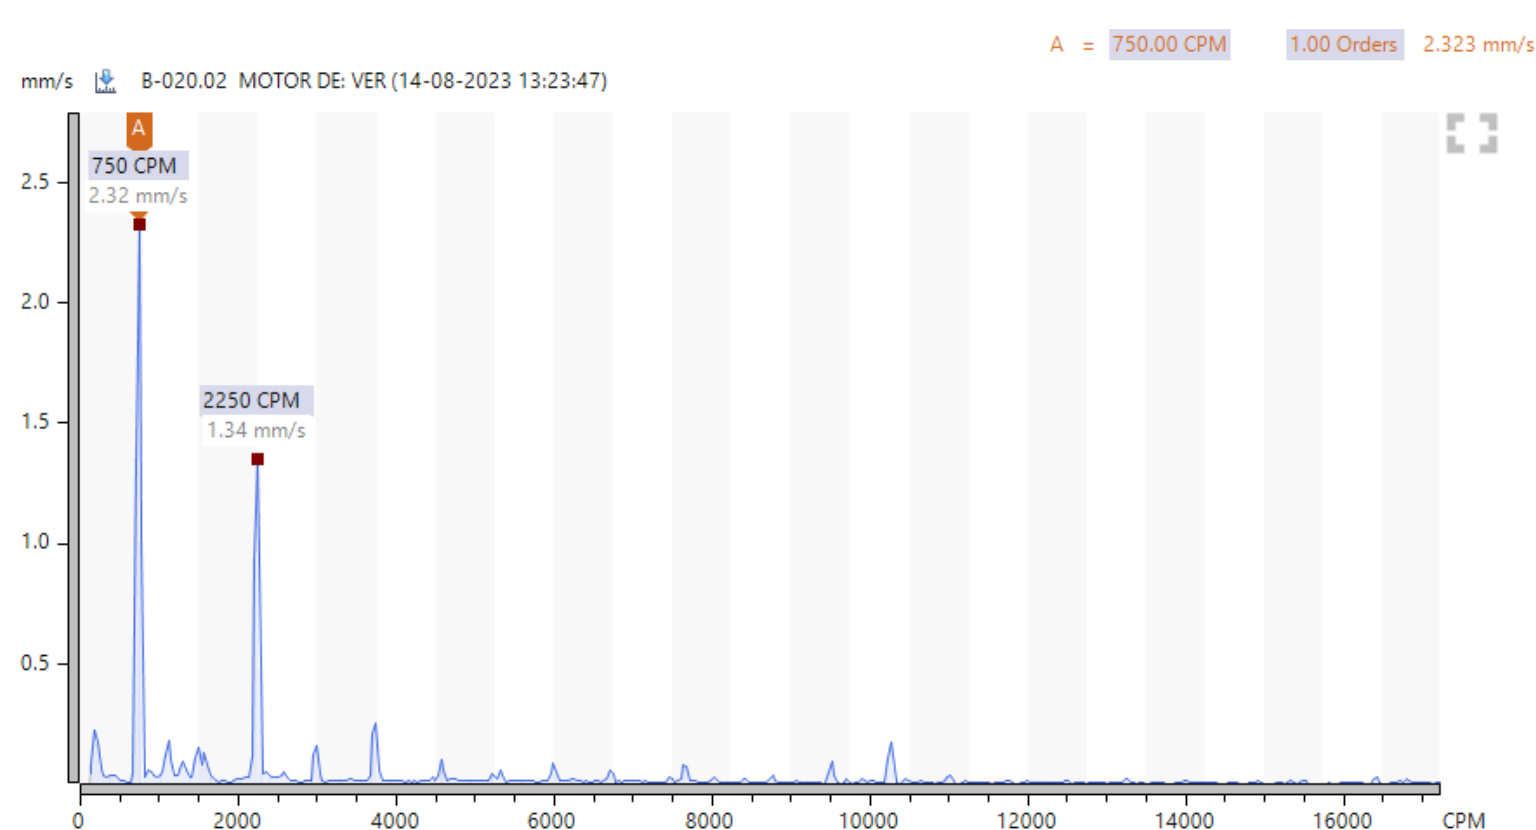 A = 750.00 CPM 1.00 Orders 2.323 mm/s
mm/s B-020.02 MOTOR DE: VER (14-08-2023 13:23:47)
A
750 CPM
2.32 mm/s
2250 CPM
1.34 mm/s
2.5
2.0
1.5
1.0
0.5
0 2000 4000 6000 8000 10000 12000 14000 16000 CPM